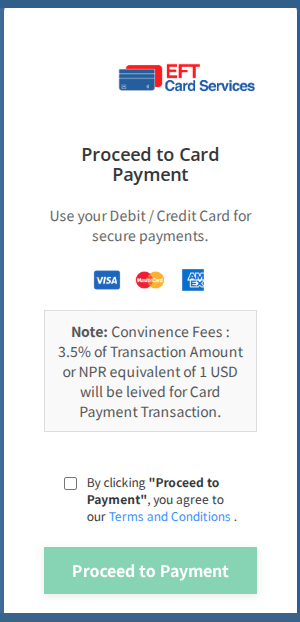 EFT
Card Services
Proceed to Card
Payment
Use your Debit / Credit Card for
secure payments.
VISA MasterCard AM EX
Note: Convinence Fees :
3.5% of Transaction Amount
or NPR equivalent of 1 USD
will be leived for Card
Payment Transaction.
By clicking "Proceed to
Payment", you agree to
our Terms and Conditions .
Proceed to Payment